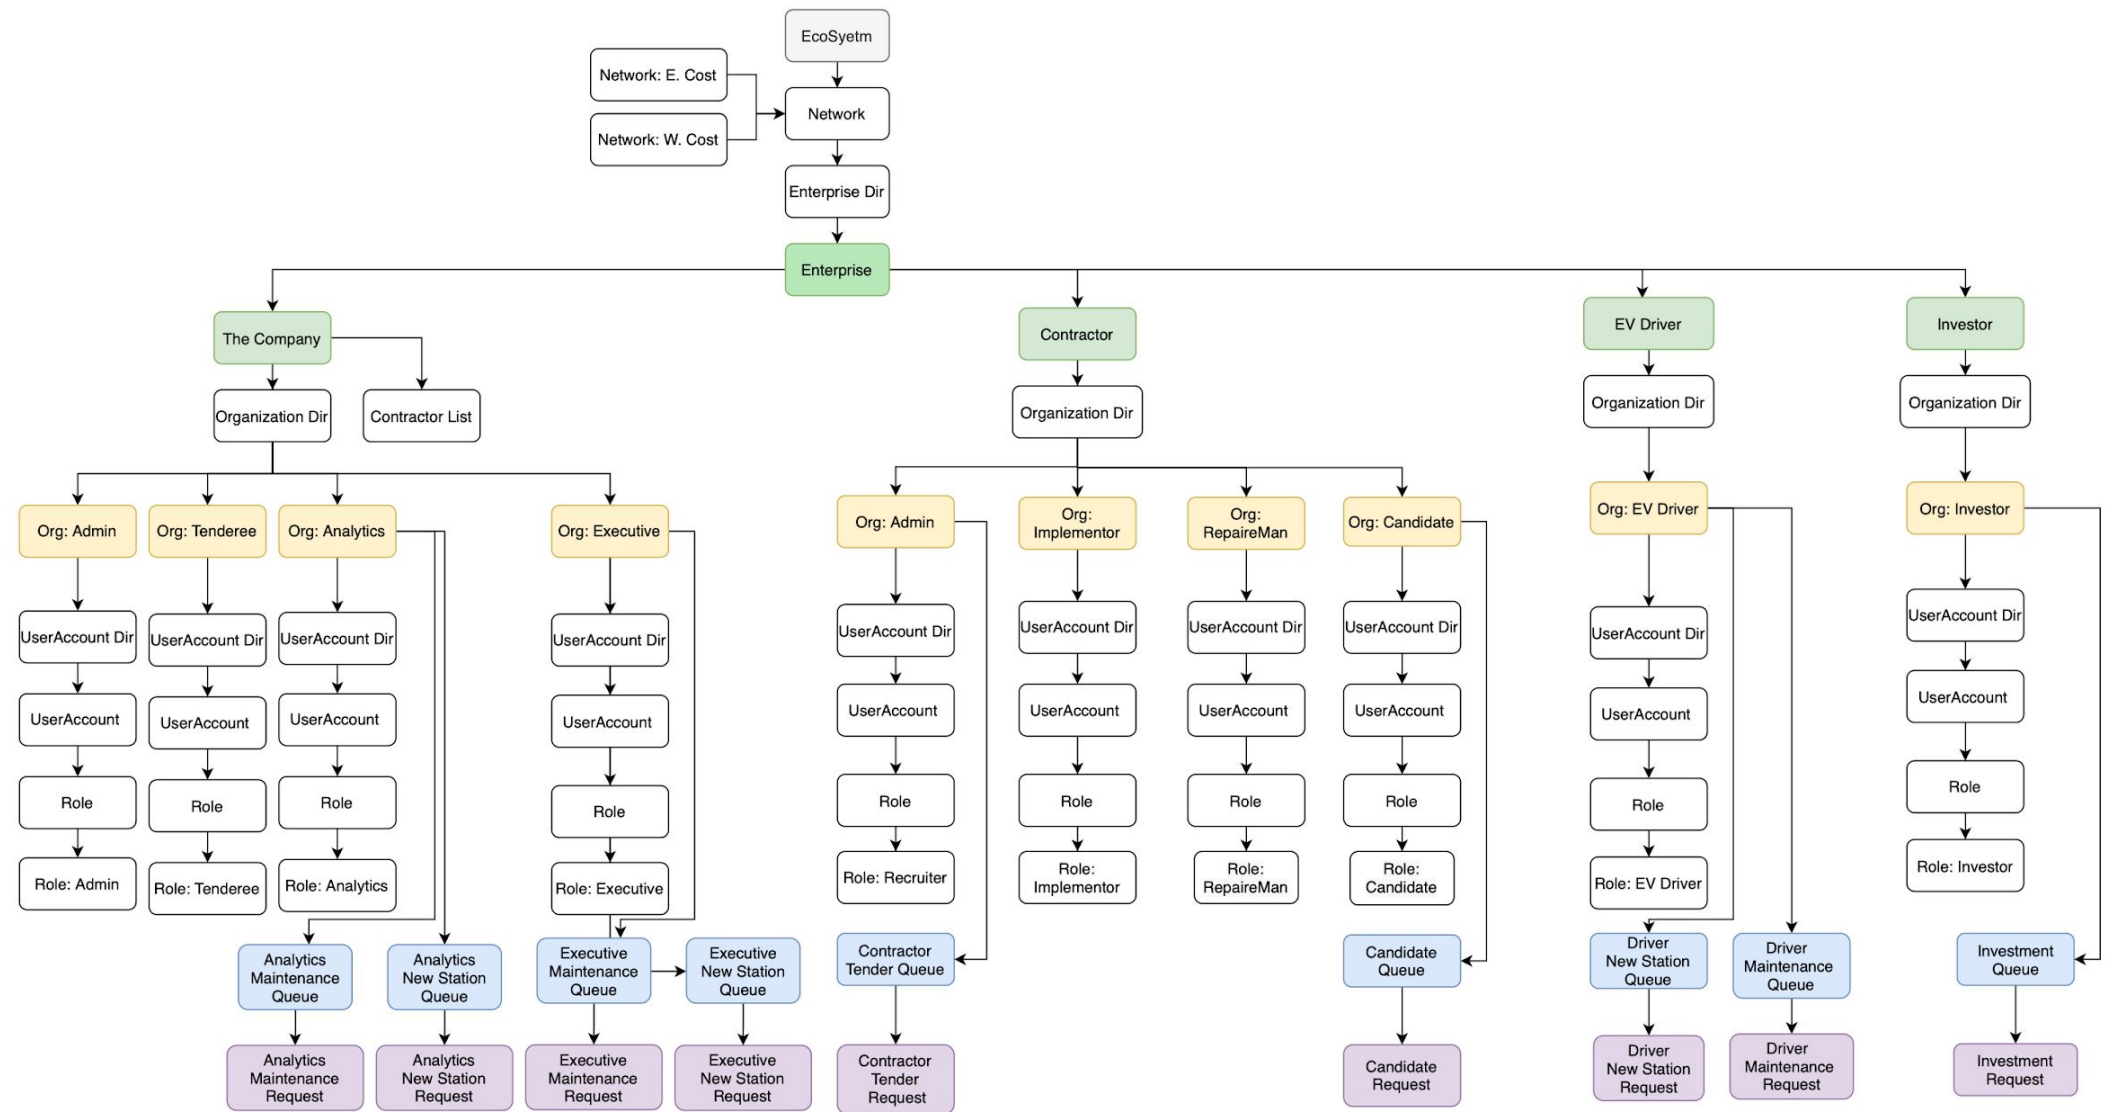 EcoSyetm
Network: E. Cost
Network
Network: W. Cost
Enterprise Dir
Enterprise
The Company
Contractor
EV Driver
Investor
Organization Dir
Contractor List
Organization Dir
Organization Dir
Organization Dir
Org: Admin
Org: Tenderee
Org: Analytics
Org: Executive
Org: Admin
Org:
Implementor
Org:
RepaireMan
Org: Candidate
Org: EV Driver
Org: Investor
UserAccount Dir
UserAccount Dir
UserAccount Dir
UserAccount Dir
UserAccount Dir
UserAccount Dir
UserAccount Dir
UserAccount Dir
UserAccount Dir
UserAccount Dir
UserAccount
UserAccount
UserAccount
UserAccount
UserAccount
UserAccount
UserAccount
UserAccount
UserAccount
UserAccount
Role
Role
Role
Role
Role
Role
Role
Role
Role
Role
Role: Admin
Role: Tenderee
Role: Analytics
Role: Executive
Role: Recruiter
Role:
Implementor
Role:
RepaireMan
Role:
Candidate
Role: EV Driver
Role: Investor
Analytics
Maintenance
Queue
Analytics
New Station
Queue
Executive
Maintenance
Queue
Executive
New Station
Queue
Contractor
Tender Queue
Candidate
Queue
Driver
New Station
Queue
Driver
Maintenance
Queue
Investment
Queue
Analytics
Maintenance
Request
Analytics
New Station
Request
Executive
Maintenance
Request
Executive
New Station
Request
Contractor
Tender
Request
Candidate
Request
Driver
New Station
Request
Driver
Maintenance
Request
Investment
Request